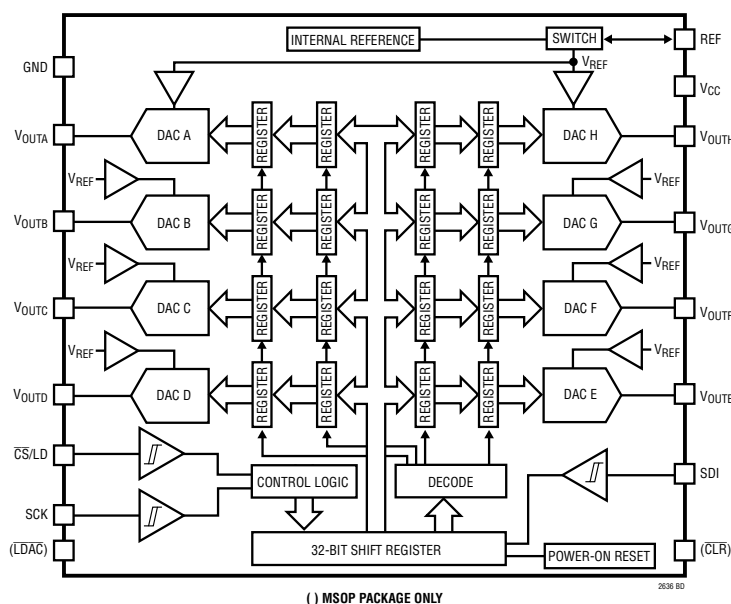 INTERNAL REFERENCE SWITCH REF
GND VREF
VCC
VOUTA DAC A REGISTER REGISTER REGISTER REGISTER DAC H VOUTH
VREF VREF
VOUTB DAC B REGISTER REGISTER REGISTER REGISTER DAC G VOUTG
VREF VREF
VOUTC DAC C REGISTER REGISTER REGISTER REGISTER DAC F VOUTF
VREF VREF
VOUTD DAC D REGISTER REGISTER REGISTER REGISTER DAC E VOUTE
CS/LD
CONTROL LOGIC DECODE SDI
SCK
(LDAC) 32-BIT SHIFT REGISTER POWER-ON RESET (CLR)
2636 BD
( ) MSOP PACKAGE ONLY